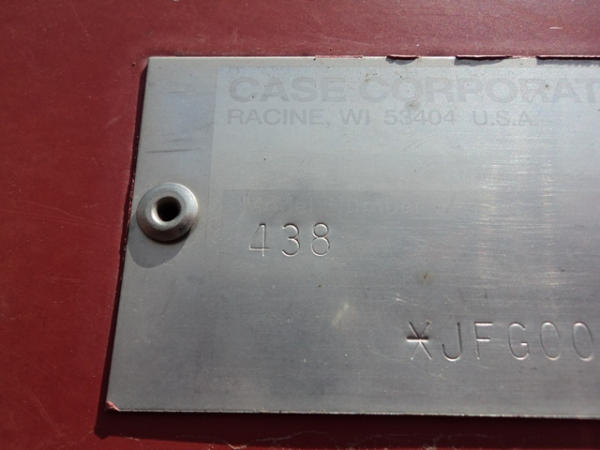 CASE CORPORAT
RACINE, WI 53404 U.S.A.
438
*JFG00